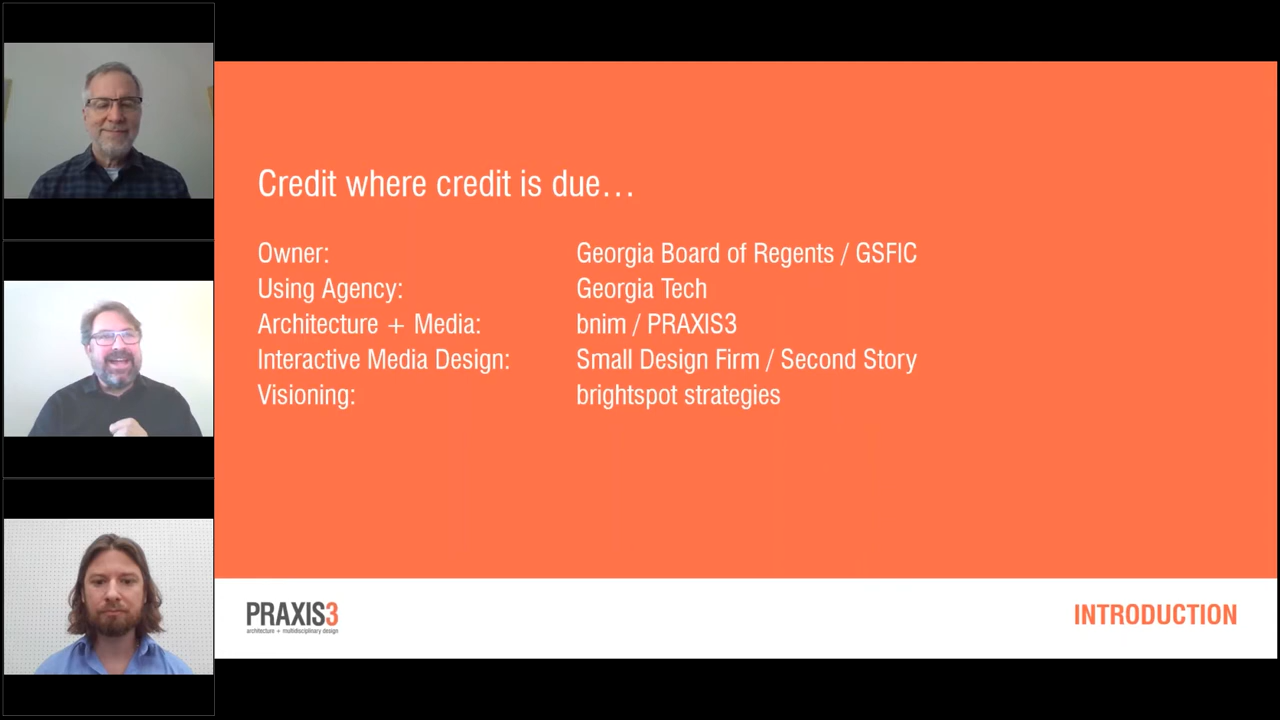 Credit where credit is due...
Owner: Georgia Board of Regents / GSFIC
Using Agency: Georgia Tech
Architecture + Media: bnim / PRAXIS3
Interactive Media Design: Small Design Firm / Second Story
Visioning: brightspot strategies
PRAXIS3
architecture + multidisciplinary design
INTRODUCTION